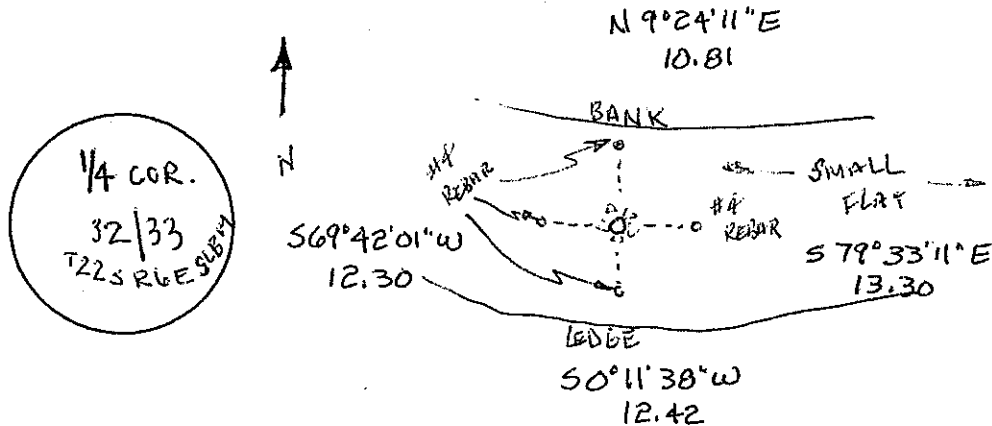 N 9°24'11"E
10.81
N
1/4 COR.
32|33
T22S R6E SLBM
BANK
#4 REBAR
SMALL
FLAT
#4
REBAR
S69°42'01"W
12.30
S 79°33'11"E
13.30
LEDGE
S0°11'38"W
12.42